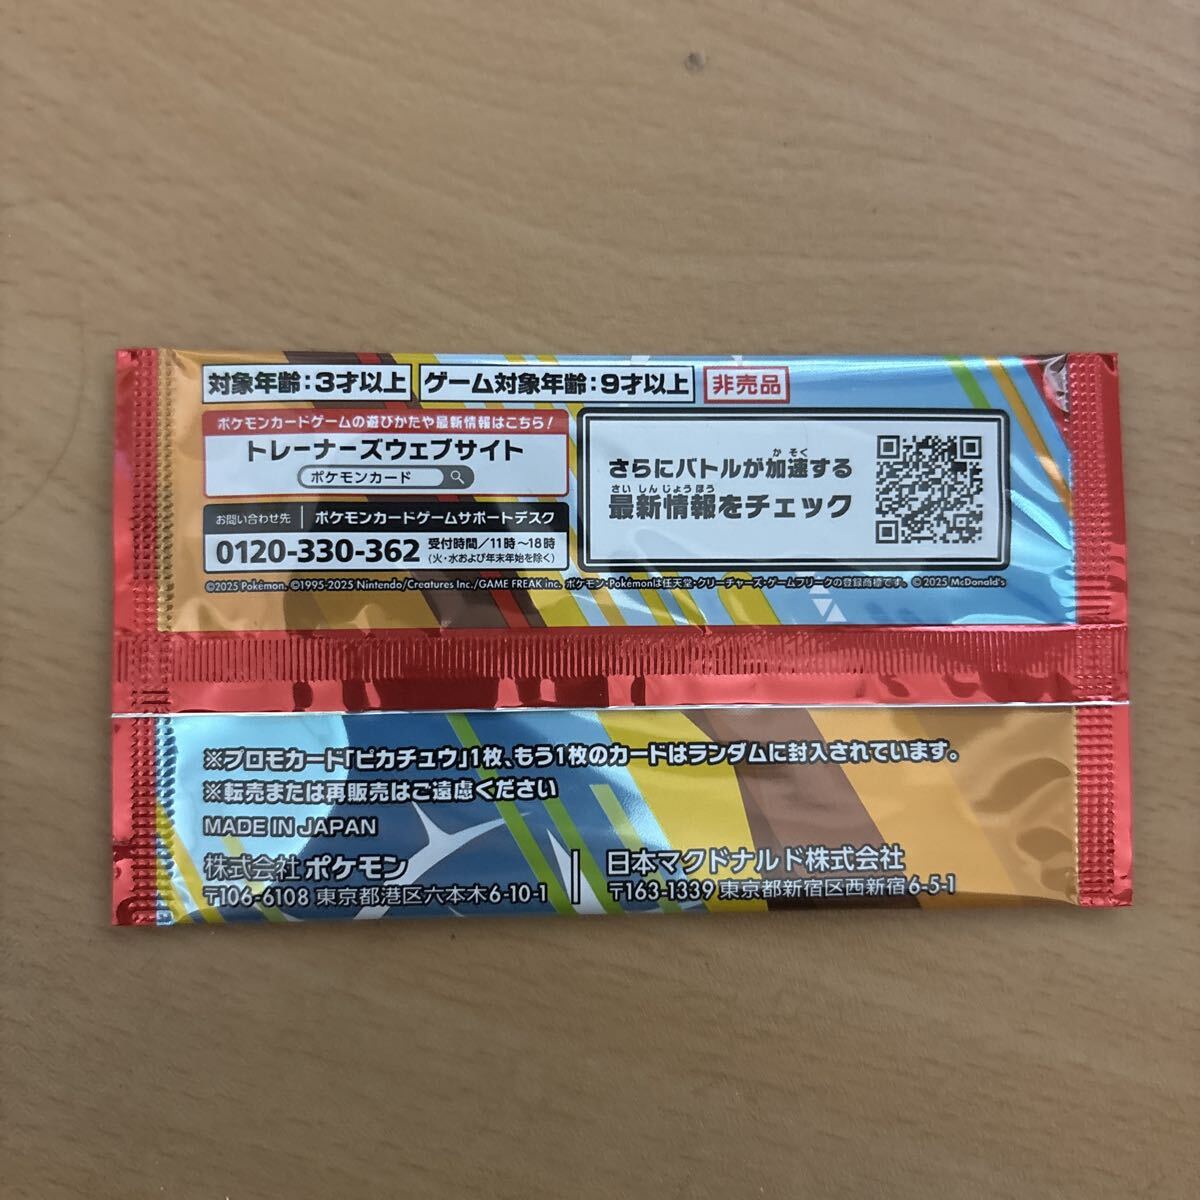 対象年齢:3才以上 ゲーム対象年齢:9才以上 非売品
ポケモンカードゲームの遊びかたや最新情報はこちら!
トレーナーズウェブサイト
ポケモンカード
お問い合わせ先 ポケモンカードゲームサポートデスク
0120-330-362 受付時間/11時~18時
(火・水および年末年始を除く)
さらにバトルが加速する
かそく
最新情報をチェック
さいしんじょうほう
©2025 Pokémon. ©1995-2025 Nintendo/Creatures Inc./GAME FREAK inc. ポケモン・Pokémonは任天堂・クリーチャーズ・ゲームフリークの登録商標です。 © 2025 McDonald's
※プロモカード「ピカチュウ」1枚、もう1枚のカードはランダムに封入されています。
※転売または再販売はご遠慮ください
MADE IN JAPAN
株式会社 ポケモン
〒106-6108 東京都港区六本木6-10-1
日本マクドナルド株式会社
〒163-1339 東京都新宿区西新宿6-5-1